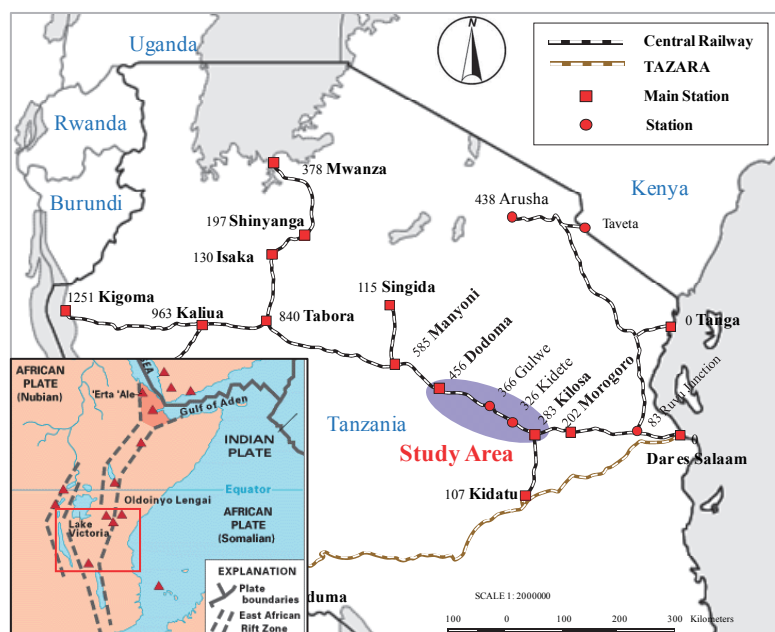 Uganda
N
Central Railway
TAZARA
Main Station
Station
Rwanda
Kenya
Burundi
378 Mwanza
438 Arusha
Taveta
197 Shinyanga
130 Isaka
1251 Kigoma
963 Kaliua
840 Tabora
115 Singida
585 Manyoni
456 Dodoma
366 Gulwe
326 Kidete
283 Kilosa
202 Morogoro
83 Ruvu Junction
0 Tanga
0
Dar es Salaam
Tanzania
Study Area
107 Kidatu
AFRICAN
PLATE
(Nubian)
'Erta 'Ale
Gulf of Aden
INDIAN
PLATE
Equator
Oldoinyo Lengai
Lake
Victoria
AFRICAN
PLATE
(Somalian)
EXPLANATION
Plate
boundaries
East African
Rift Zone
duma
SCALE 1: 2000000
100 50 0 100 200 300 Kilometers